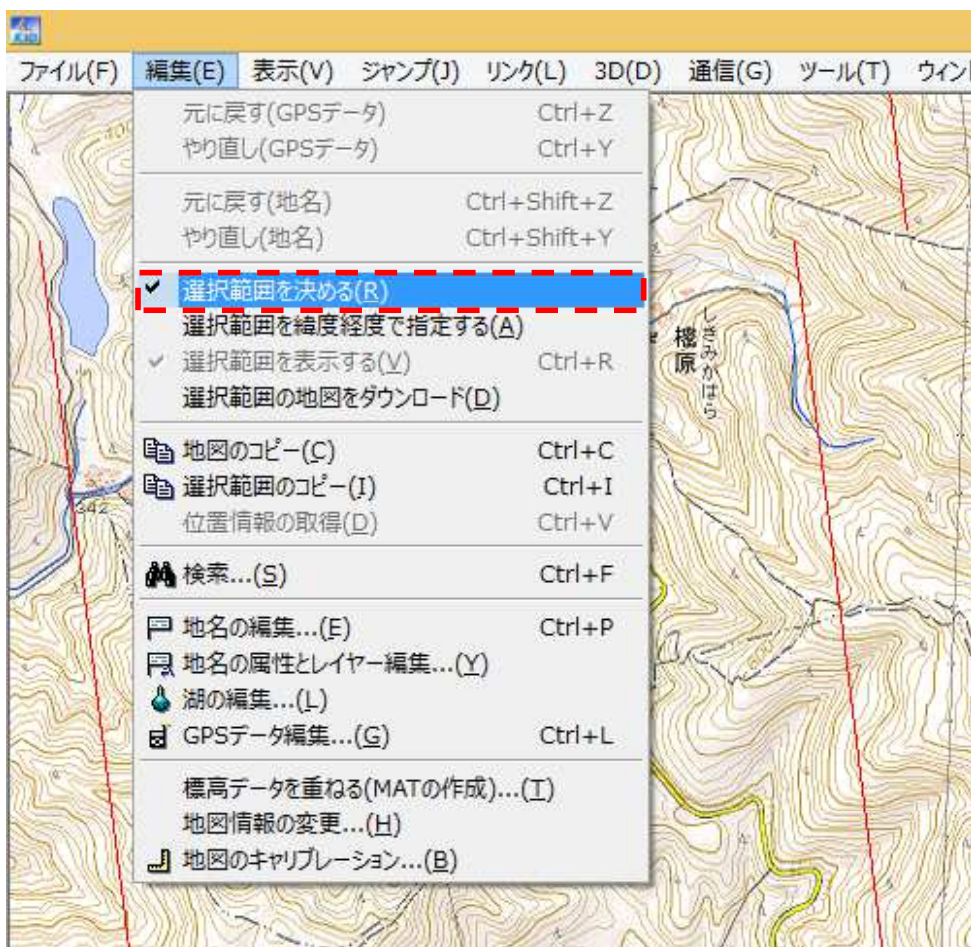 ファイル(F) 編集(E) 表示(V) ジャンプ(J) リンク(L) 3D(D) 通信(G) ツール(T) ウィン
元に戻す(GPSデータ) Ctrl+Z
やり直し(GPSデータ) Ctrl+Y
元に戻す(地名) Ctrl+Shift+Z
やり直し(地名) Ctrl+Shift+Y
選択範囲を決める(R)
選択範囲を緯度経度で指定する(A)
選択範囲を表示する(V) Ctrl+R
選択範囲の地図をダウンロード(D)
地図のコピー(C) Ctrl+C
選択範囲のコピー(I) Ctrl+I
位置情報の取得(D) Ctrl+V
検索...(S) Ctrl+F
地名の編集...(E) Ctrl+P
地名の属性とレイヤー編集...(Y)
湖の編集...(L)
GPSデータ編集...(G) Ctrl+L
標高データを重ねる(MATの作成)...(T)
地図情報の変更...(H)
地図のキャリブレーション...(B)
しきみがはら
樒原
342
400